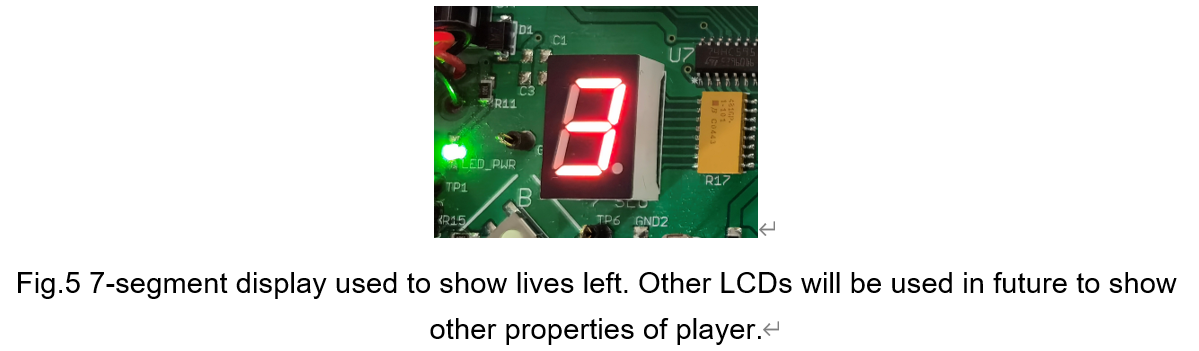 D1
C1
U7
C3
R11
3
LED_PWR
TP1
B
R17
R15
TP6 GND2
Fig.5 7-segment display used to show lives left. Other LCDs will be used in future to show
other properties of player.